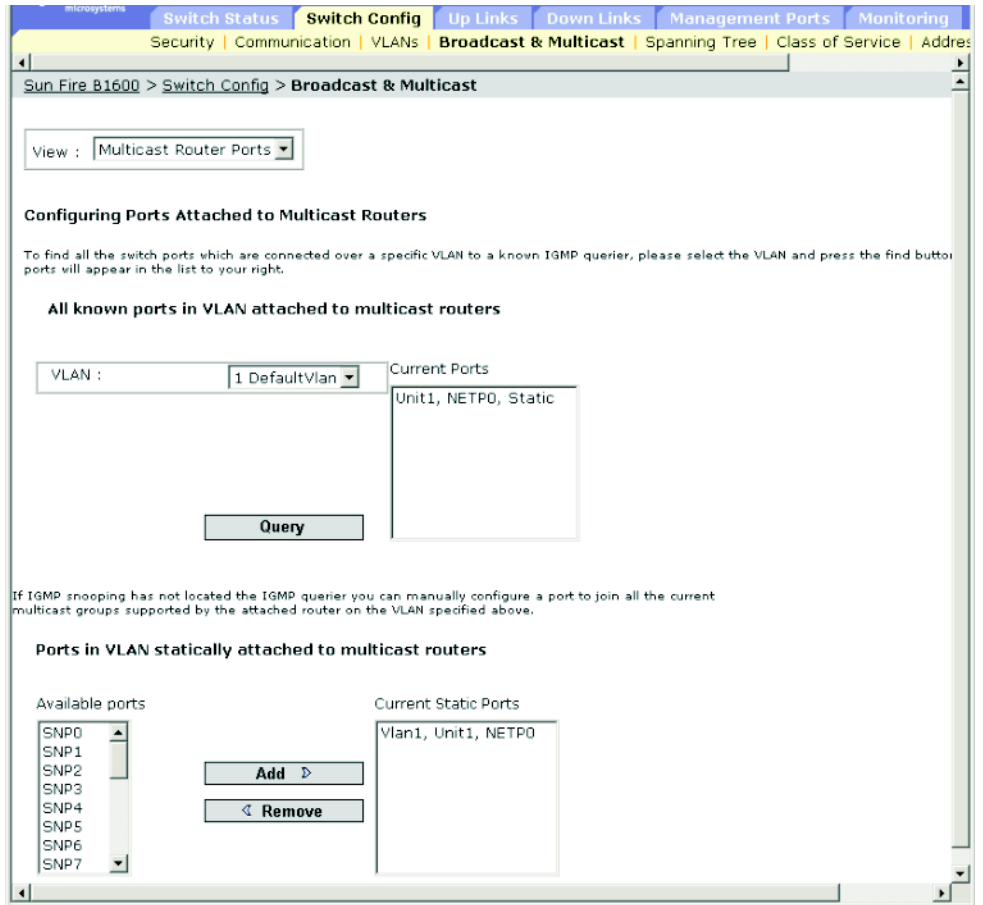 microsystems
Switch Status Switch Config Up Links Down Links Management Ports Monitoring
Security | Communication | VLANs | Broadcast & Multicast | Spanning Tree | Class of Service | Addres
Sun Fire B1600 > Switch Config > Broadcast & Multicast
View : Multicast Router Ports
Configuring Ports Attached to Multicast Routers
To find all the switch ports which are connected over a specific VLAN to a known IGMP querier, please select the VLAN and press the find button
ports will appear in the list to your right.
All known ports in VLAN attached to multicast routers
VLAN : 1 DefaultVlan
Current Ports
Unit1, NETP0, Static
Query
If IGMP snooping has not located the IGMP querier you can manually configure a port to join all the current
multicast groups supported by the attached router on the VLAN specified above.
Ports in VLAN statically attached to multicast routers
Available ports
SNP0
SNP1
SNP2
SNP3
SNP4
SNP5
SNP6
SNP7
Add
Remove
Current Static Ports
Vlan1, Unit1, NETP0